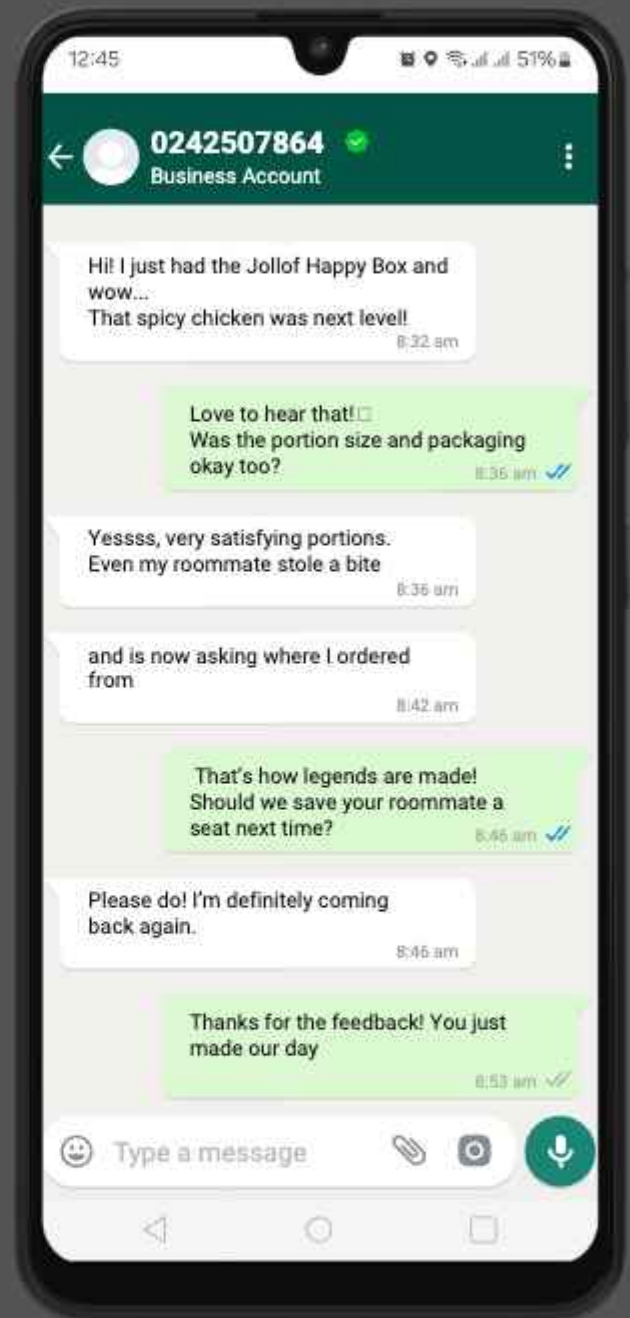 12:45
51%
0242507864
Business Account
Hi! I just had the Jollof Happy Box and
wow...
That spicy chicken was next level!
8:32 am
Love to hear that!□
Was the portion size and packaging
okay too?
8:36 am
Yessss, very satisfying portions.
Even my roommate stole a bite
8:36 am
and is now asking where I ordered
from
8:42 am
That's how legends are made!
Should we save your roommate a
seat next time?
8:46 am
Please do! I'm definitely coming
back again.
8:46 am
Thanks for the feedback! You just
made our day
8:53 am
Type a message